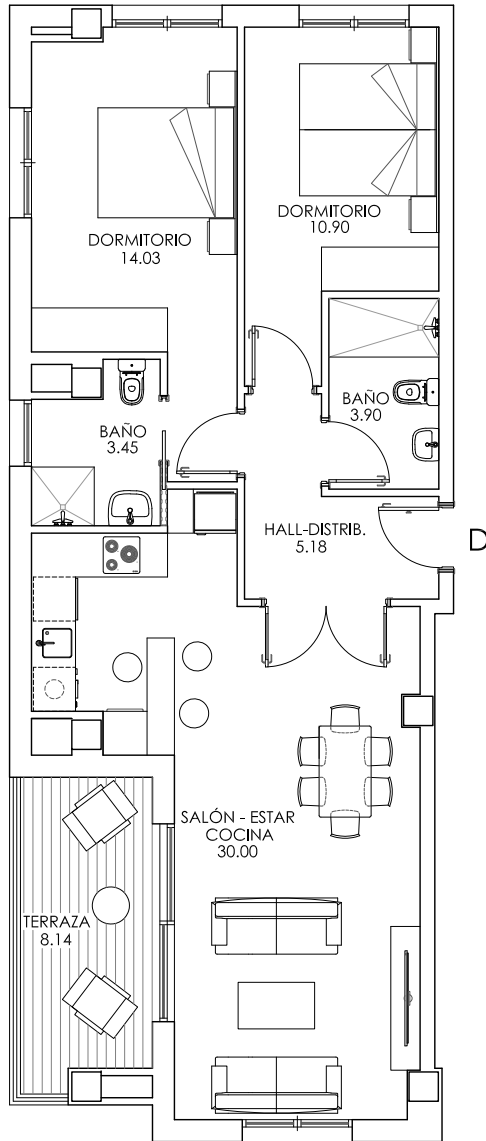 DORMITORIO
14.03
DORMITORIO
10.90
BAÑO
3.45
BAÑO
3.90
HALL-DISTRIB.
5.18
D
SALÓN - ESTAR
COCINA
30.00
TERRAZA
8.14